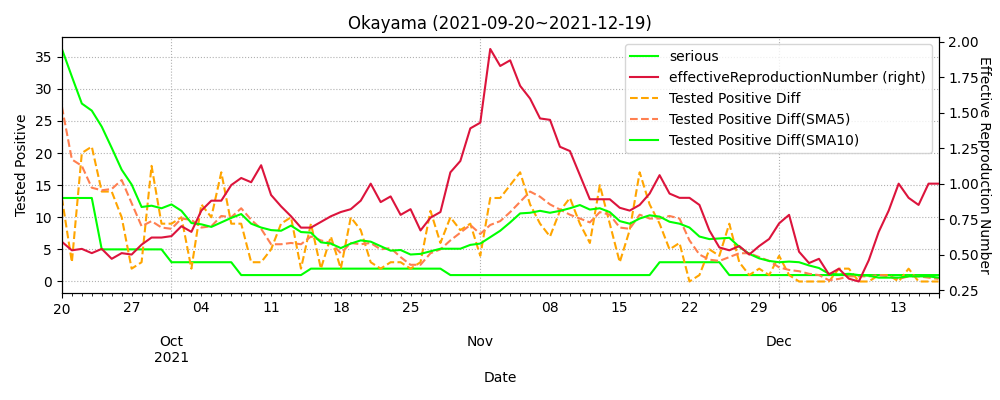 Okayama (2021-09-20~2021-12-19)
serious
effectiveReproductionNumber (right)
Tested Positive Diff
Tested Positive Diff(SMA5)
Tested Positive Diff(SMA10)
Tested Positive
35
30
25
20
15
10
5
0
2.00
1.75
1.50
1.25
1.00
0.75
0.50
0.25
Effective Reproduction Number
20 27 04 11 18 25 08 15 22 29 06 13
Oct Nov Dec
2021
Date